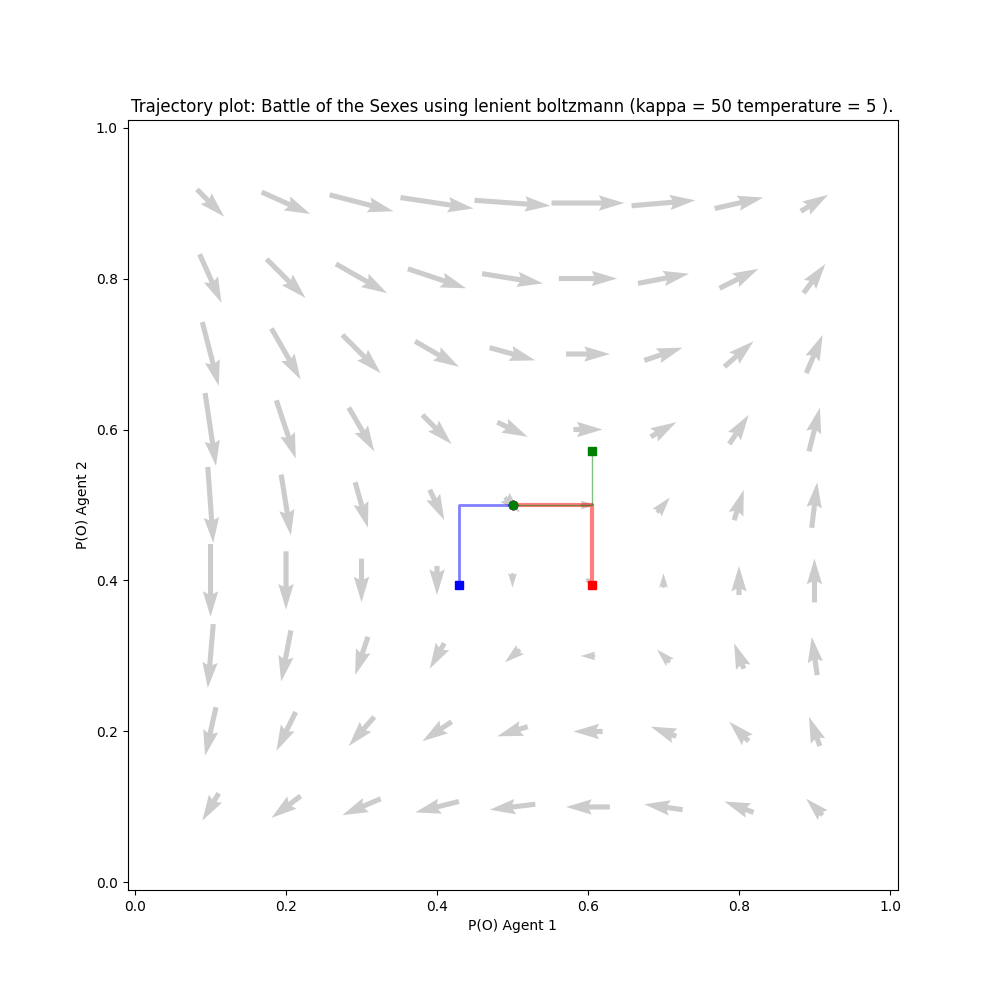 Trajectory plot: Battle of the Sexes using lenient boltzmann (kappa = 50 temperature = 5 ).
1.0
0.8
0.6
0.4
0.2
0.0
P(O) Agent 2
0.0 0.2 0.4 0.6 0.8 1.0
P(O) Agent 1